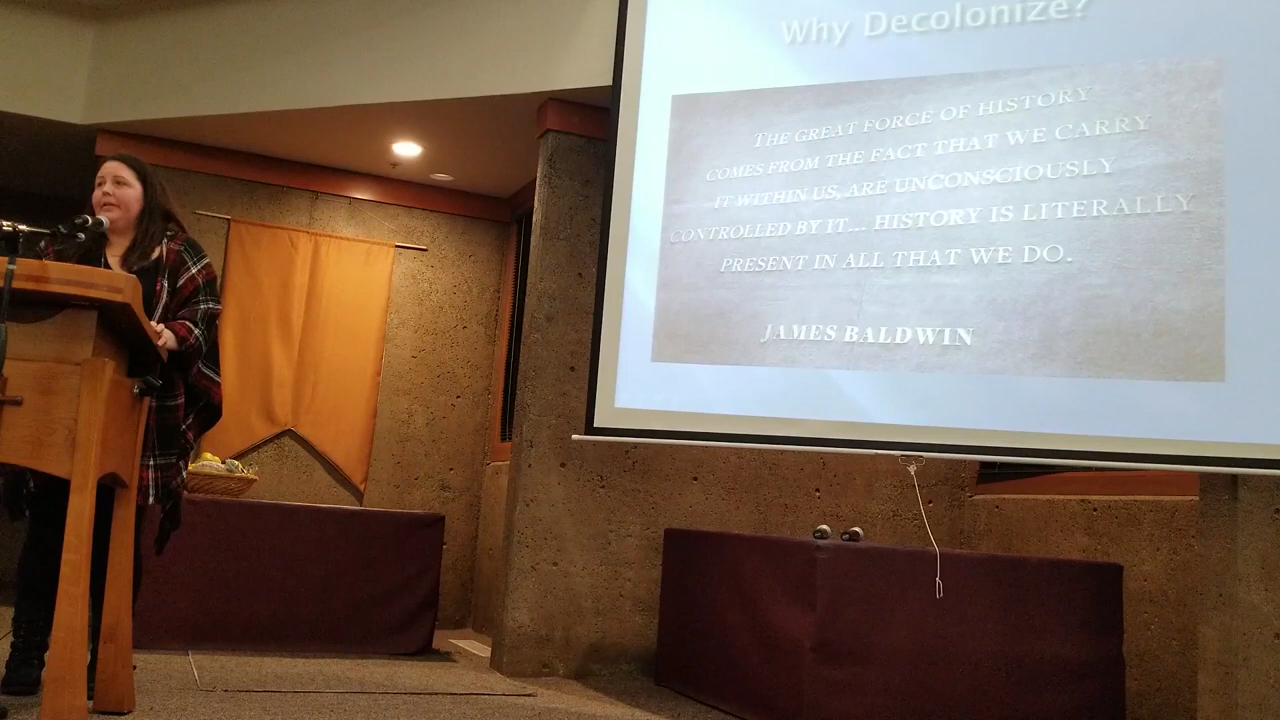 Why Decolonize?
THE GREAT FORCE OF HISTORY
COMES FROM THE FACT THAT WE CARRY
IT WITHIN US, ARE UNCONSCIOUSLY
CONTROLLED BY IT... HISTORY IS LITERALLY
PRESENT IN ALL THAT WE DO.
JAMES BALDWIN